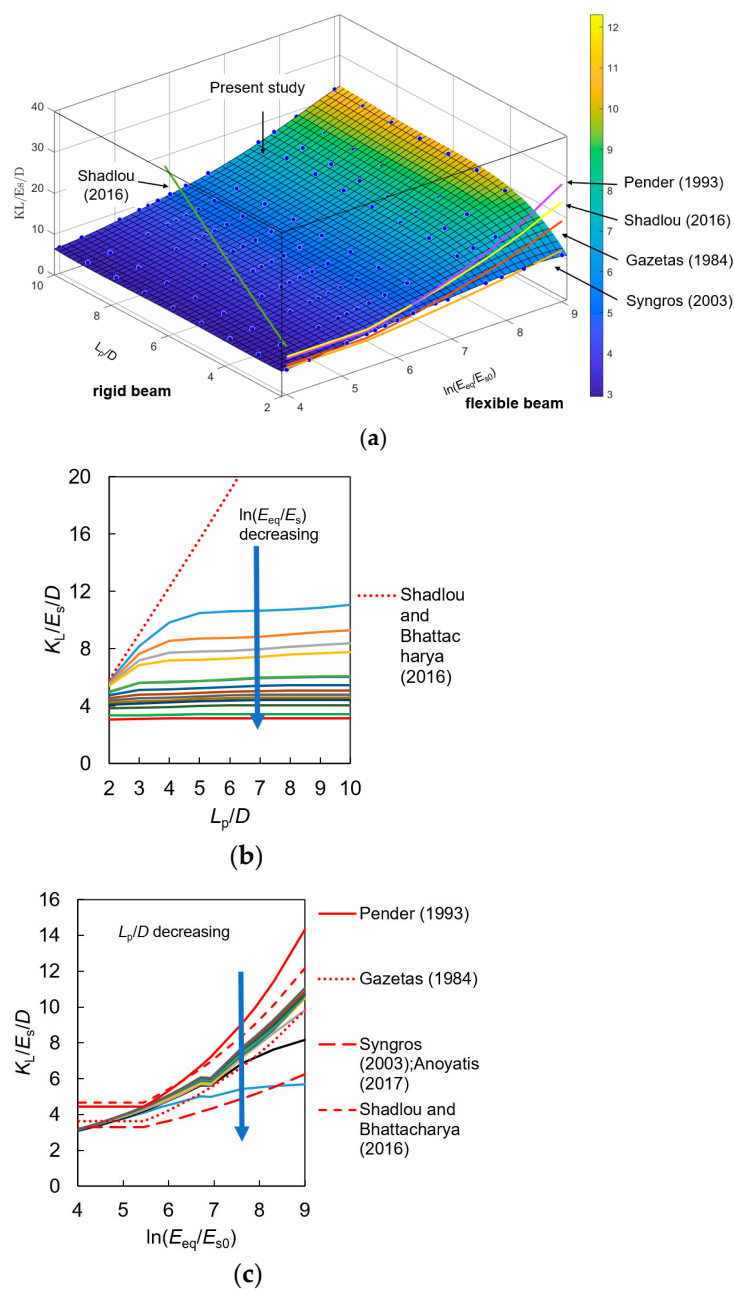 12
11
10
9
8
7
6
5
4
3
40
30
20
10
0
KL/Es/D
Present study
Shadlou
(2016)
Pender (1993)
Shadlou (2016)
Gazetas (1984)
Syngros (2003)
10
8
6
4
2
Lp/D
rigid beam
4
5
6
7
8
9
ln(Eeq/Es0)
flexible beam
(a)
20
16
12
8
4
0
KL/Es/D
ln(Eeq/Es)
decreasing
Shadlou
and
Bhattac
harya
(2016)
2 3 4 5 6 7 8 9 10
Lp/D
(b)
16
14
12
10
8
6
4
2
0
KL/Es/D
Lp/D decreasing
Pender (1993)
Gazetas (1984)
Syngros
(2003);Anoyatis
(2017)
Shadlou and
Bhattacharya
(2016)
4 5 6 7 8 9
ln(Eeq/Es0)
(c)